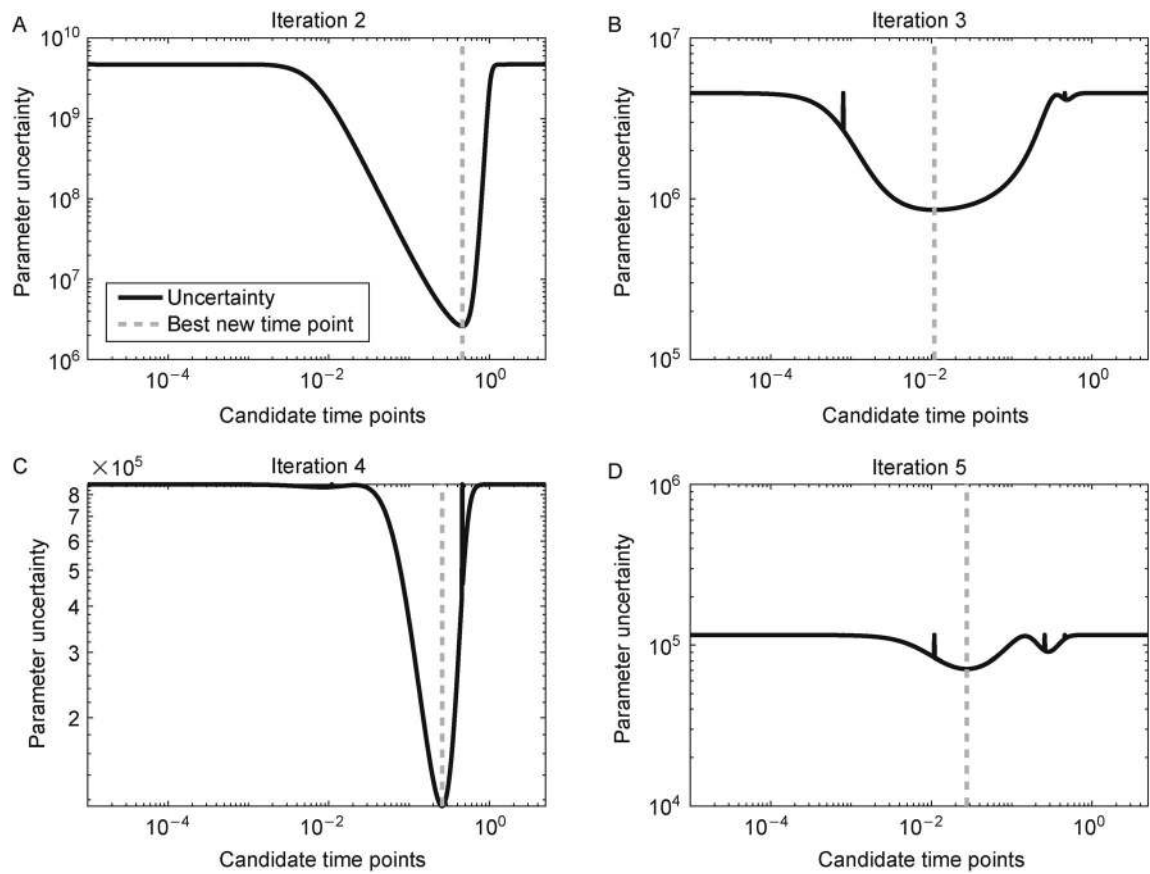 A
Iteration 2
10^10
10^9
10^8
10^7
10^6
Parameter uncertainty
Uncertainty
Best new time point
10^-4
10^-2
10^0
Candidate time points
B
Iteration 3
10^7
10^6
10^5
Parameter uncertainty
10^-4
10^-2
10^0
Candidate time points
C
×10^5
Iteration 4
8
7
6
5
4
3
2
Parameter uncertainty
10^-4
10^-2
10^0
Candidate time points
D
Iteration 5
10^6
10^5
10^4
Parameter uncertainty
10^-4
10^-2
10^0
Candidate time points